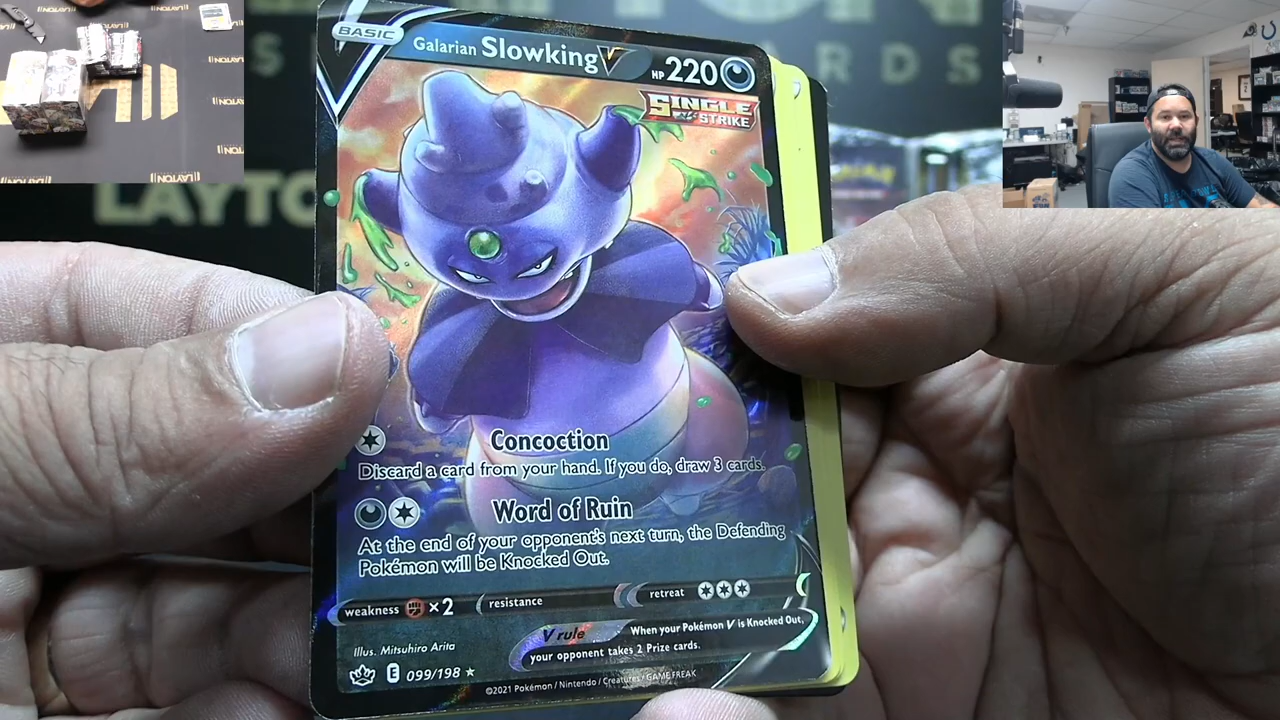 BASIC
Galarian Slowking V
HP 220
SINGLE
STRIKE
Concoction
Discard a card from your hand. If you do, draw 3 cards.
Word of Ruin
At the end of your opponent's next turn, the Defending
Pokémon will be Knocked Out.
weakness ×2 resistance retreat
V rule When your Pokémon V is Knocked Out,
your opponent takes 2 Prize cards.
Illus. Mitsuhiro Arita
E 099/198 ★
©2021 Pokémon / Nintendo / Creatures / GAME FREAK
LAYTON
LAYTON